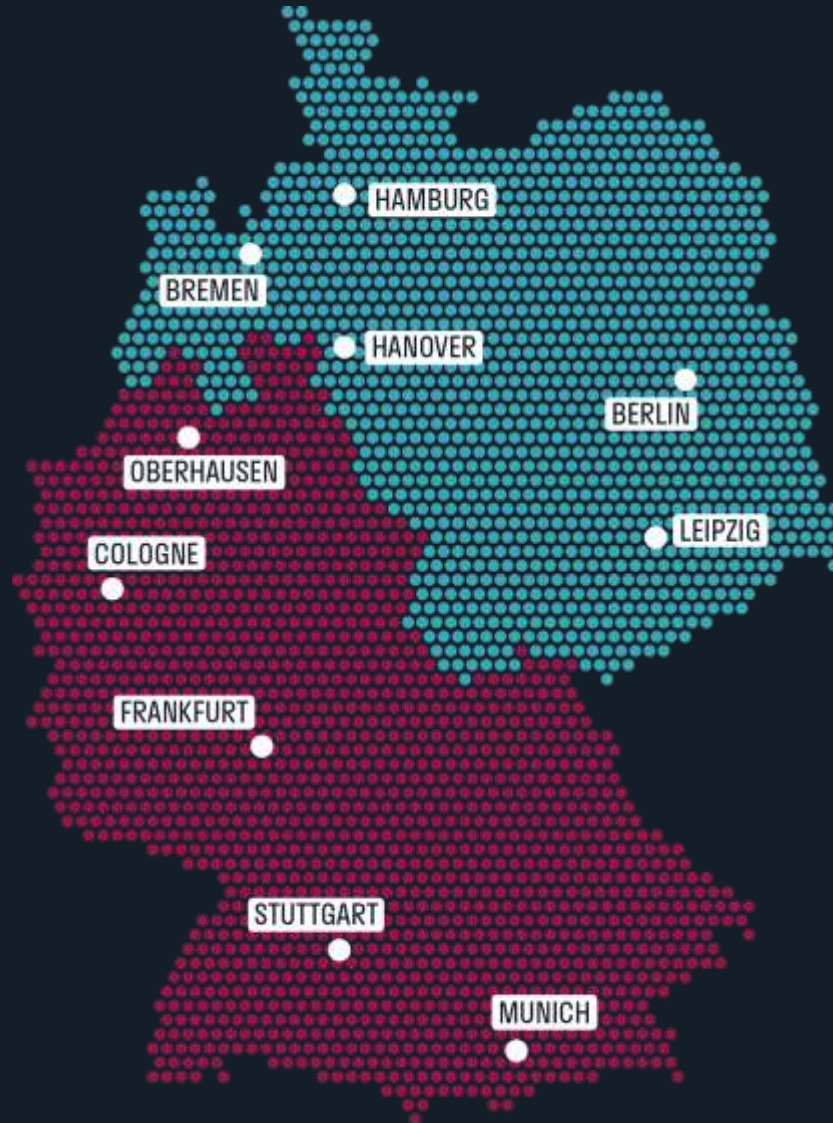 HAMBURG
BREMEN
HANOVER
BERLIN
OBERHAUSEN
LEIPZIG
COLOGNE
FRANKFURT
STUTTGART
MUNICH